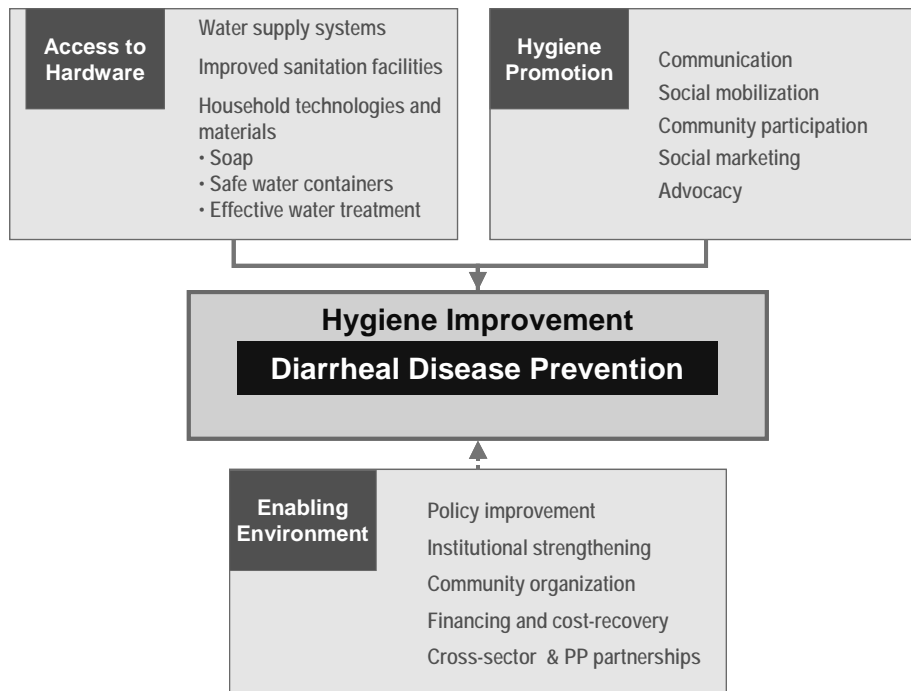 Access to
Hardware
Water supply systems
Improved sanitation facilities
Household technologies and
materials
• Soap
• Safe water containers
• Effective water treatment
Hygiene
Promotion
Communication
Social mobilization
Community participation
Social marketing
Advocacy
Hygiene Improvement
Diarrheal Disease Prevention
Enabling
Environment
Policy improvement
Institutional strengthening
Community organization
Financing and cost-recovery
Cross-sector & PP partnerships